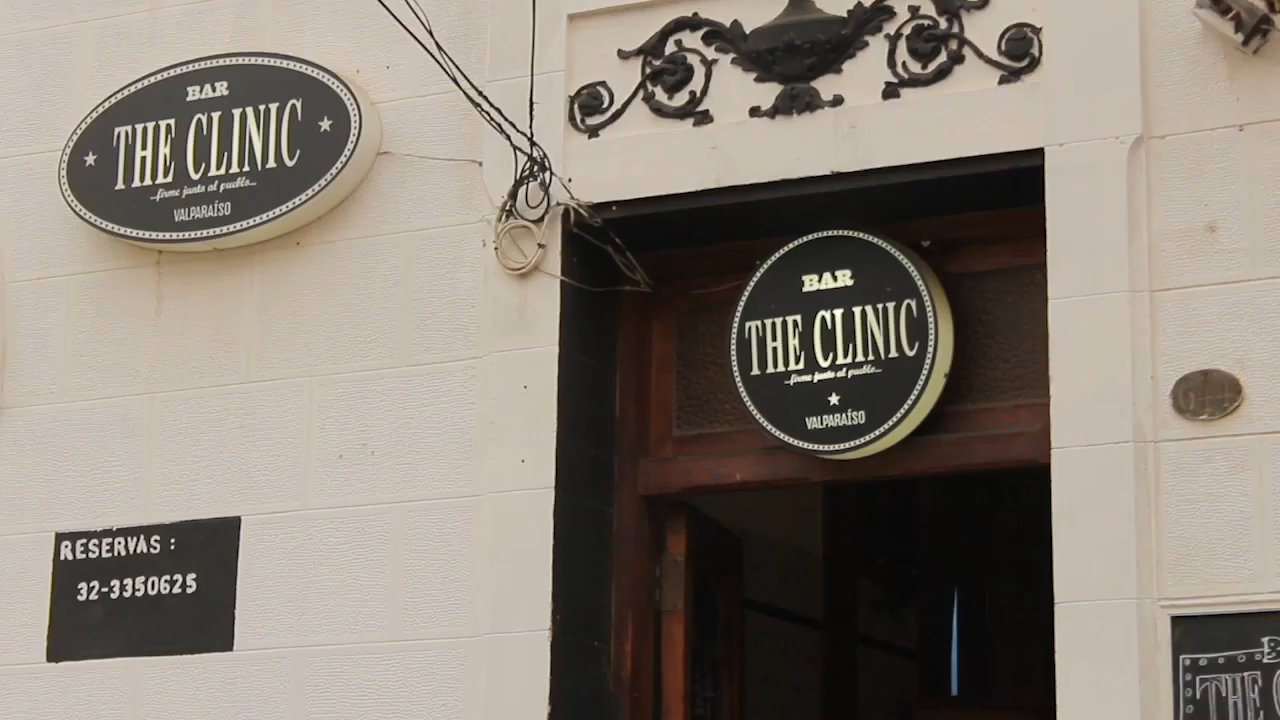 BAR
THE CLINIC
...firme junto al pueblo...
VALPARAÍSO
BAR
THE CLINIC
...firme junto al pueblo...
VALPARAÍSO
RESERVAS :
32-3350625
THE